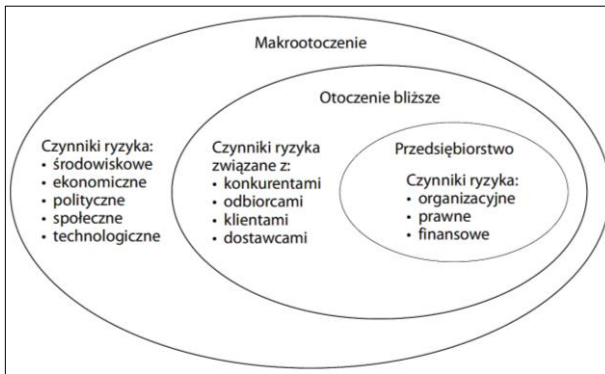 Makrootoczenie
Otoczenie bliższe
Czynniki ryzyka:
• środowiskowe
• ekonomiczne
• polityczne
• społeczne
• technologiczne
Czynniki ryzyka
związane z:
• konkurentami
• odbiorcami
• klientami
• dostawcami
Przedsiębiorstwo
Czynniki ryzyka:
• organizacyjne
• prawne
• finansowe